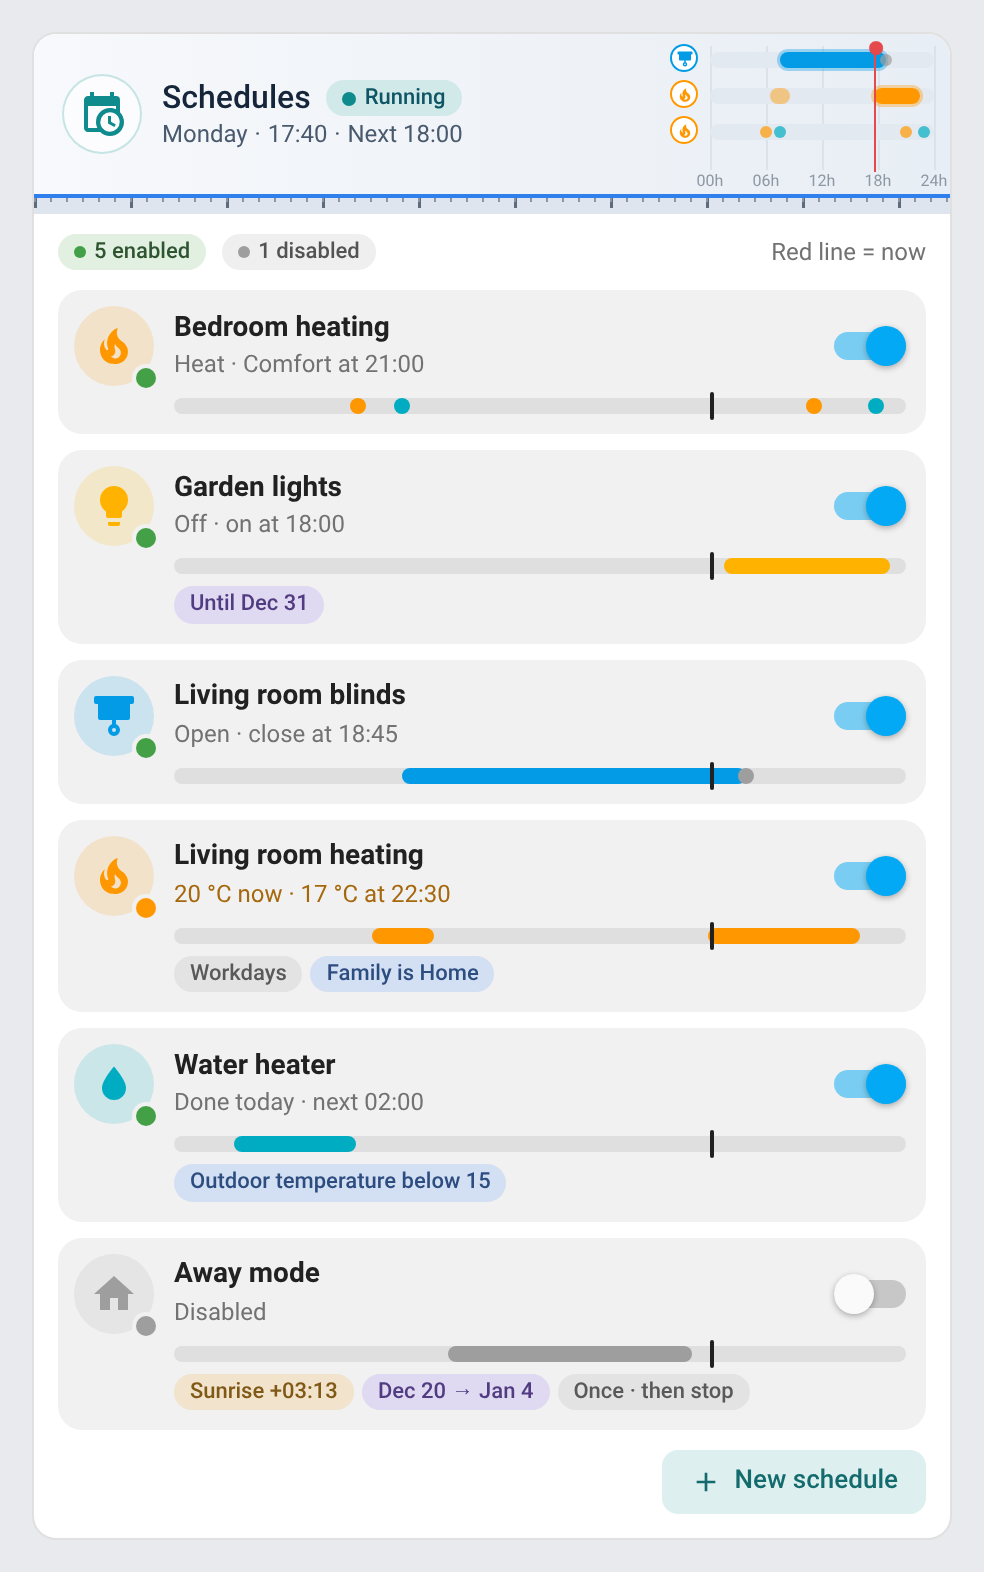 Schedules
Running
Monday · 17:40 · Next 18:00
00h 06h 12h 18h 24h
5 enabled
1 disabled
Red line = now
Bedroom heating
Heat · Comfort at 21:00
Garden lights
Off · on at 18:00
Until Dec 31
Living room blinds
Open · close at 18:45
Living room heating
20 °C now · 17 °C at 22:30
Workdays
Family is Home
Water heater
Done today · next 02:00
Outdoor temperature below 15
Away mode
Disabled
Sunrise +03:13
Dec 20 → Jan 4
Once · then stop
+ New schedule